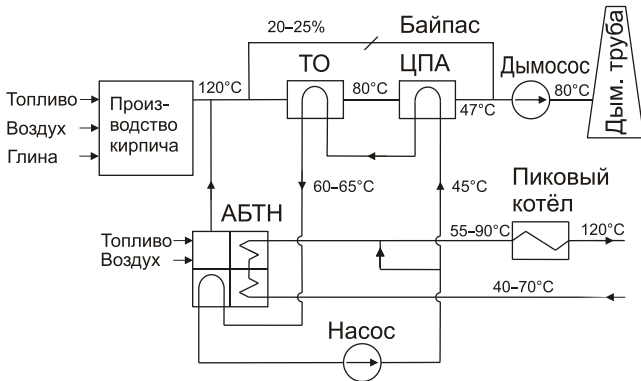 20–25%
Байпас
ТО
ЦПА
Дымосос
Дым. труба
120°C
80°C
47°C
80°C
Топливо
Воздух
Глина
Произ-
водство
кирпича
60–65°C
45°C
Пиковый
котёл
АБТН
Топливо
Воздух
55–90°C
120°C
40–70°C
Насос